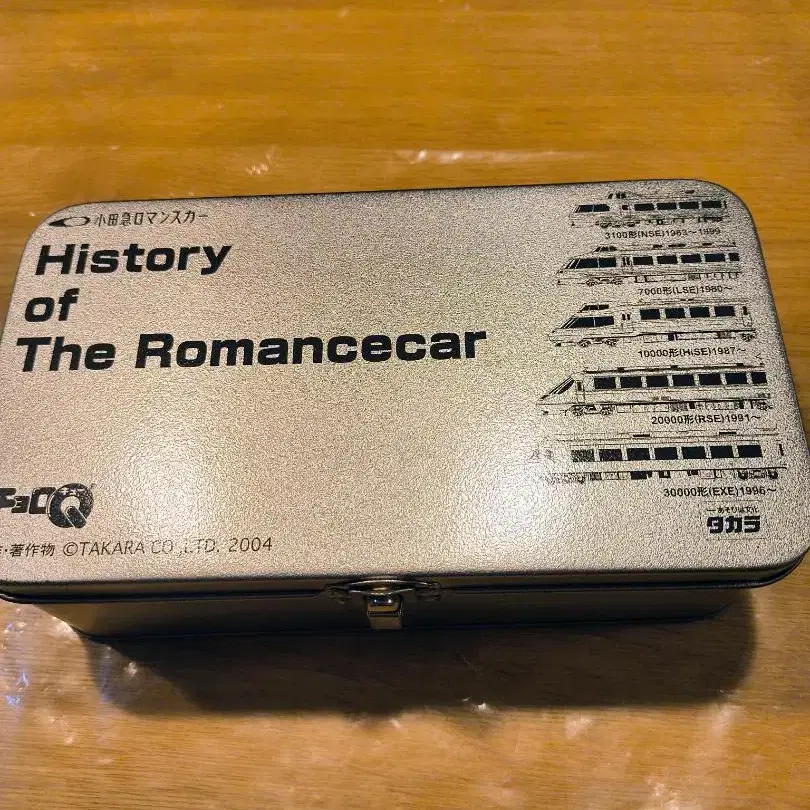 小田急ロマンスカー
History
of
The Romancecar
3100形(NSE)1963〜1999
7000形(LSE)1980〜
10000形(HiSE)1987〜
20000形(RSE)1991〜
30000形(EXE)1996〜
チョロQ
・著作物 ©TAKARA CO.,LTD. 2004
タカラ